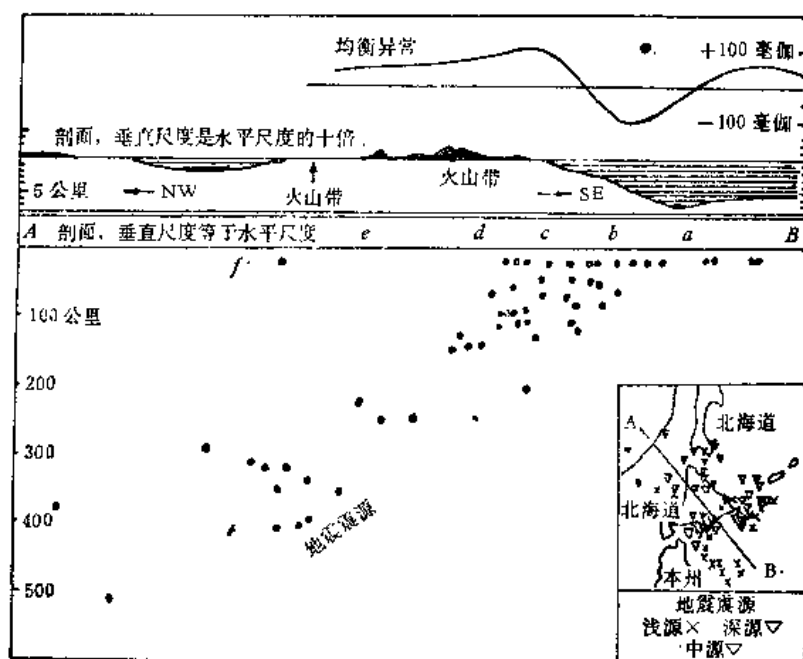 均衡异常
+100 毫伽
-100 毫伽
剖面，垂直尺度是水平尺度的十倍
5 公里
NW
火山带
火山带
SE
A 剖面，垂直尺度等于水平尺度 e d c b a B
f
100 公里
200
300
400
500
地震震源
A
北海道
北海道
本州
B
地震震源
浅源× 深源▽
中源▽